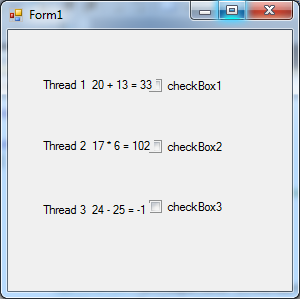 Form1
Thread 1 20 + 13 = 33 checkBox1
Thread 2 17 * 6 = 102 checkBox2
Thread 3 24 - 25 = -1 checkBox3